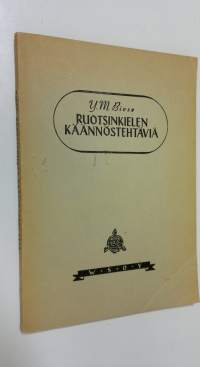 Y. M. Biese
RUOTSINKIELEN
KÄÄNNÖSTEHTÄVIÄ
W·S·O·Y